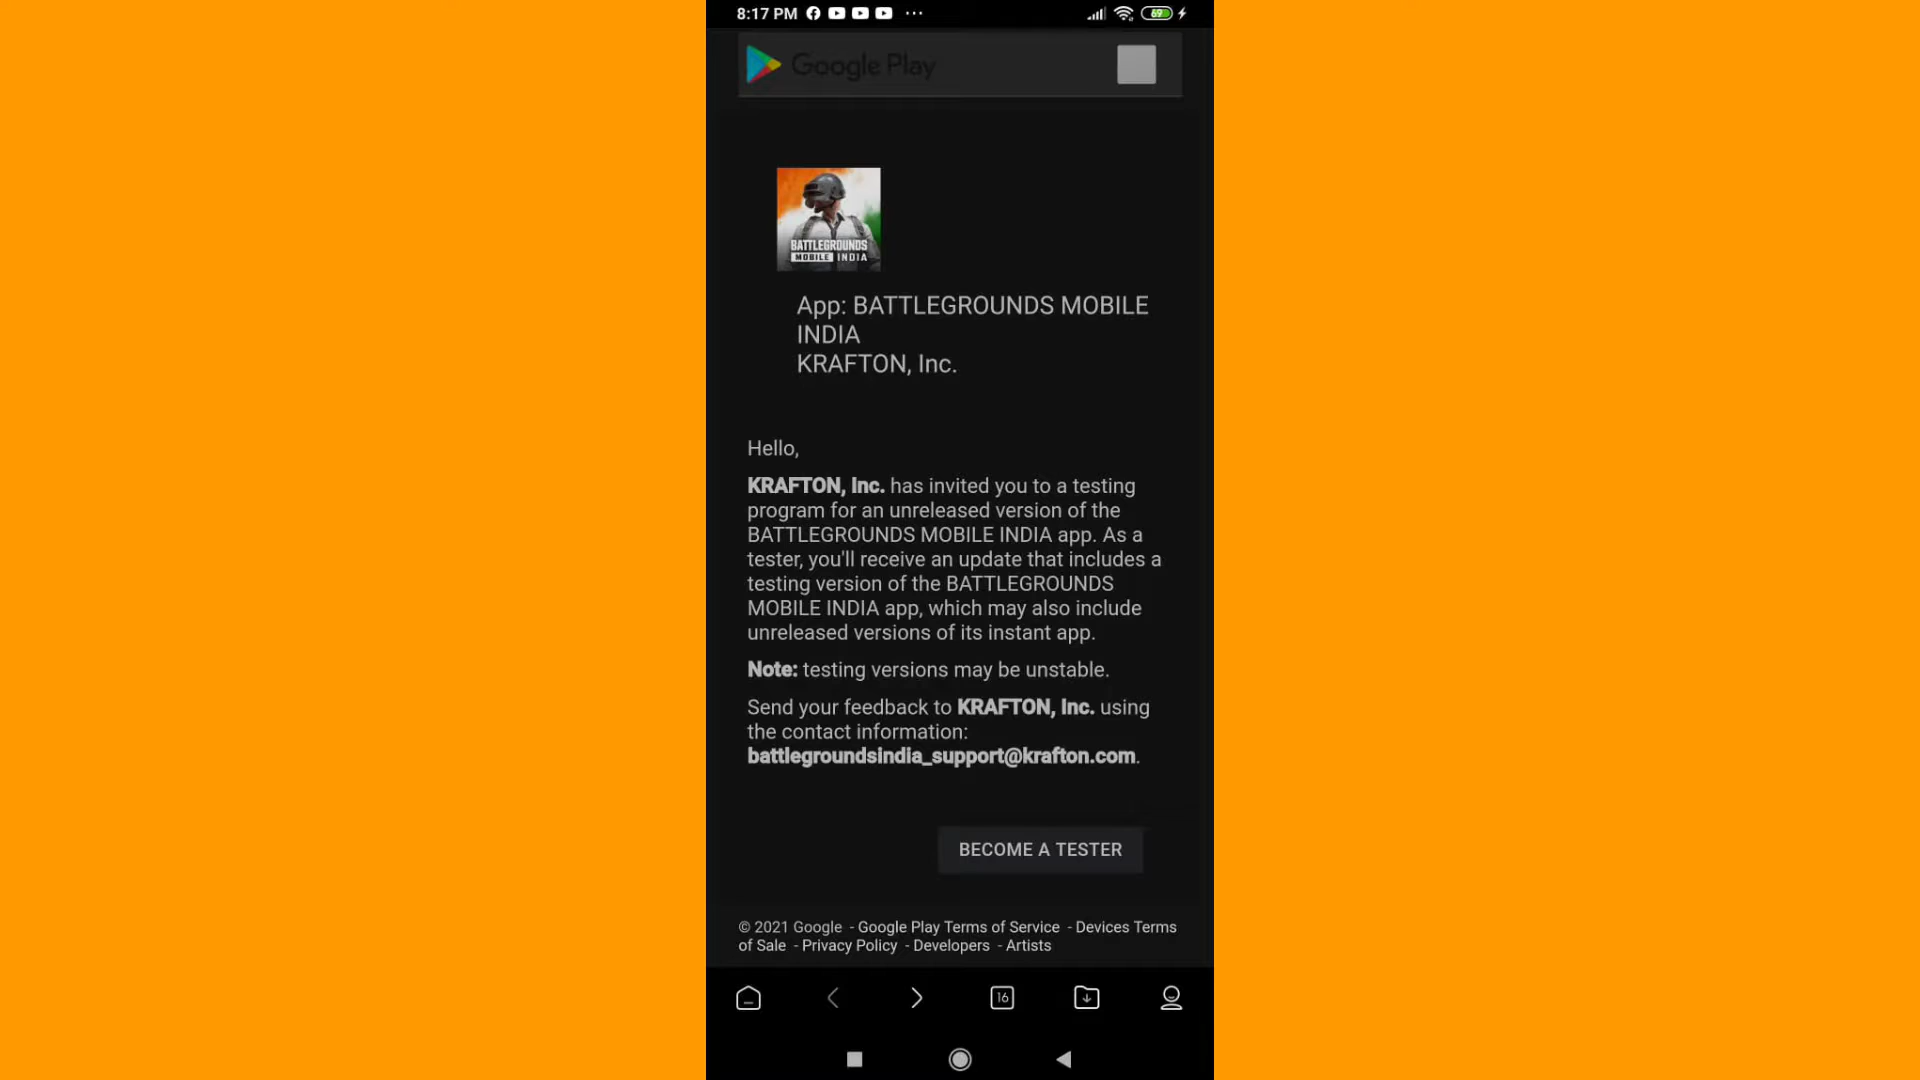 8:17 PM
69
Google Play
BATTLEGROUNDS
MOBILE INDIA
App: BATTLEGROUNDS MOBILE
INDIA
KRAFTON, Inc.
Hello,
KRAFTON, Inc. has invited you to a testing
program for an unreleased version of the
BATTLEGROUNDS MOBILE INDIA app. As a
tester, you'll receive an update that includes a
testing version of the BATTLEGROUNDS
MOBILE INDIA app, which may also include
unreleased versions of its instant app.
Note: testing versions may be unstable.
Send your feedback to KRAFTON, Inc. using
the contact information:
battlegroundsindia_support@krafton.com.
BECOME A TESTER
© 2021 Google - Google Play Terms of Service - Devices Terms
of Sale - Privacy Policy - Developers - Artists
16